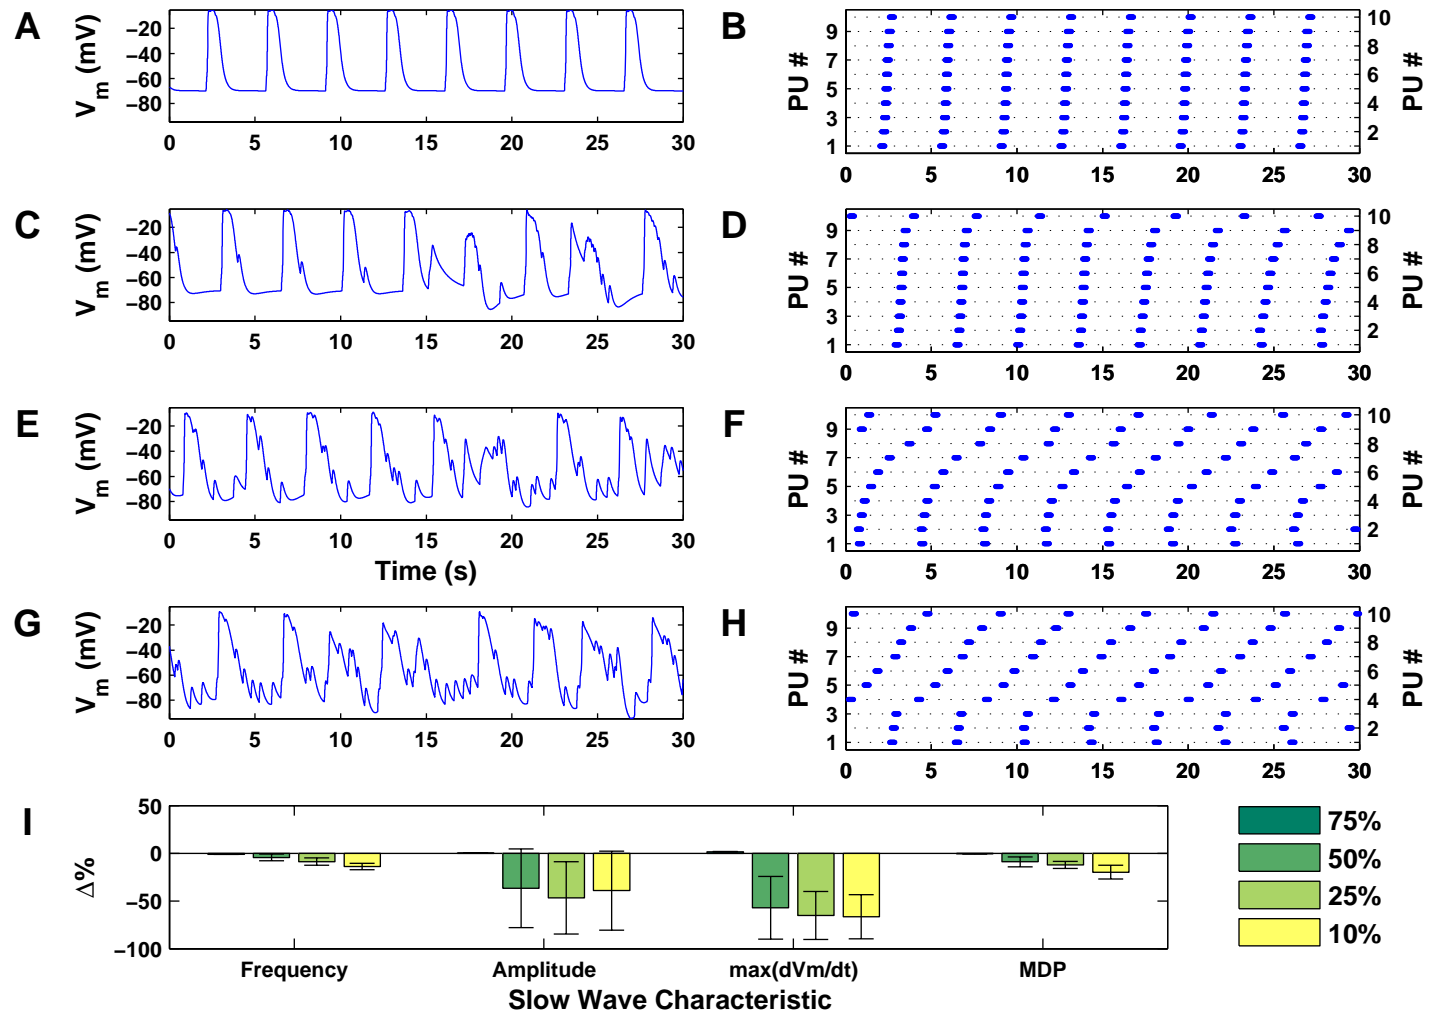 A
V_m (mV)
−20
−40
−60
−80
0 5 10 15 20 25 30
B
PU #
9
7
5
3
1
10
8
6
4
2
PU #
0 5 10 15 20 25 30
C
V_m (mV)
−20
−40
−60
−80
0 5 10 15 20 25 30
D
PU #
9
7
5
3
1
10
8
6
4
2
PU #
0 5 10 15 20 25 30
E
V_m (mV)
−20
−40
−60
−80
0 5 10 15 20 25 30
Time (s)
F
PU #
9
7
5
3
1
10
8
6
4
2
PU #
0 5 10 15 20 25 30
G
V_m (mV)
−20
−40
−60
−80
0 5 10 15 20 25 30
H
PU #
9
7
5
3
1
10
8
6
4
2
PU #
0 5 10 15 20 25 30
I
Δ%
50
0
−50
−100
Frequency Amplitude max(dVm/dt) MDP
Slow Wave Characteristic
75%
50%
25%
10%